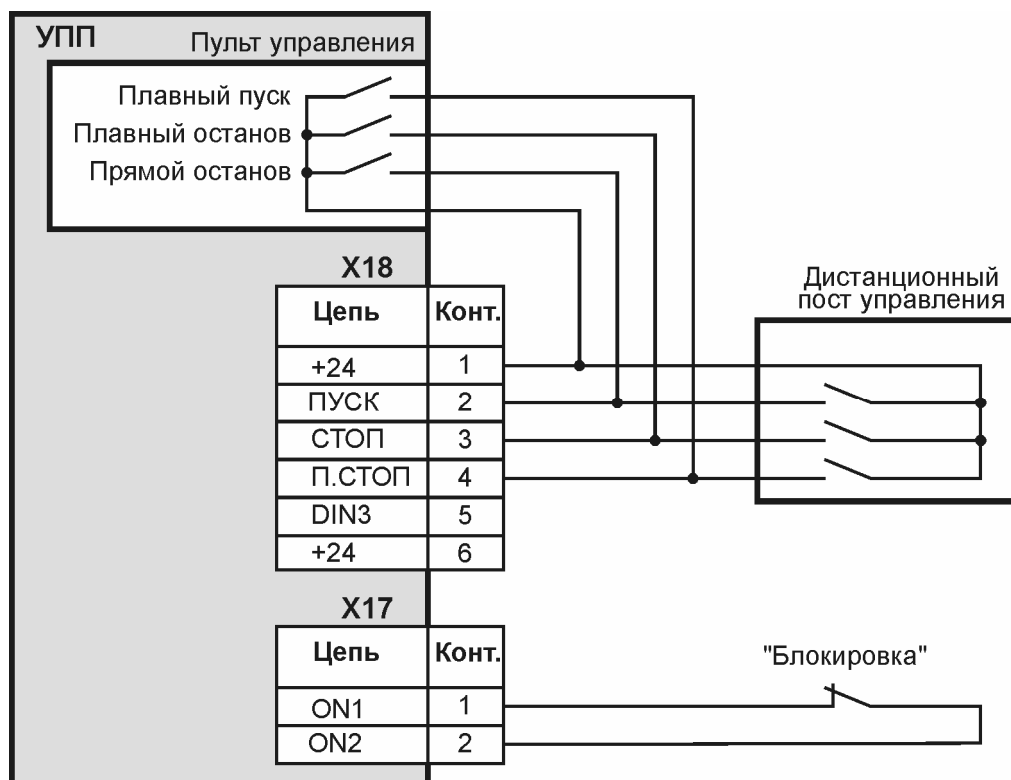 УПП
Пульт управления
Плавный пуск
Плавный останов
Прямой останов
X18
Цепь Конт.
+24 1
ПУСК 2
СТОП 3
П.СТОП 4
DIN3 5
+24 6
Дистанционный
пост управления
X17
Цепь Конт.
ON1 1
ON2 2
"Блокировка"